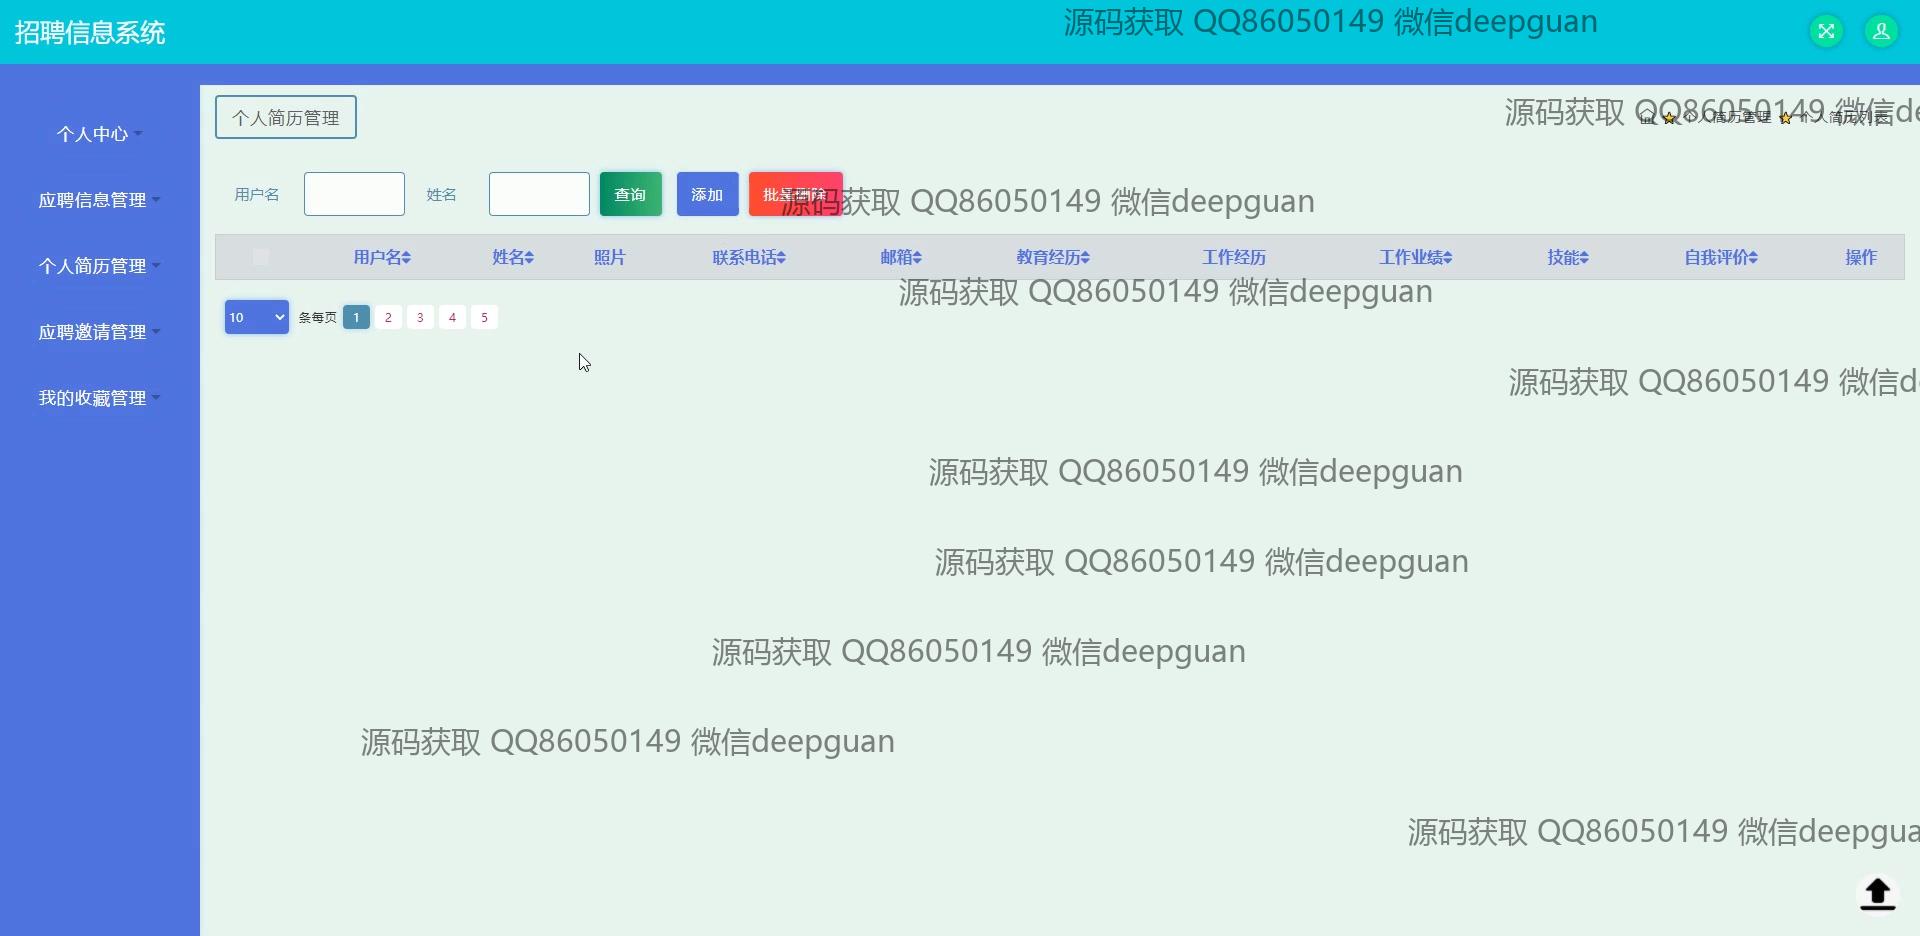 招聘信息系统
源码获取 QQ86050149 微信deepguan
个人中心
应聘信息管理
个人简历管理
应聘邀请管理
我的收藏管理
个人简历管理
源码获取 QQ86050149 微信de
个人简历管理 个人简历列表
用户名 姓名 查询 添加 批量删除
源码获取 QQ86050149 微信deepguan
用户名 姓名 照片 联系电话 邮箱 教育经历 工作经历 工作业绩 技能 自我评价 操作
源码获取 QQ86050149 微信deepguan
10 条每页 1 2 3 4 5
源码获取 QQ86050149 微信d
源码获取 QQ86050149 微信deepguan
源码获取 QQ86050149 微信deepguan
源码获取 QQ86050149 微信deepguan
源码获取 QQ86050149 微信deepguan
源码获取 QQ86050149 微信deepgua